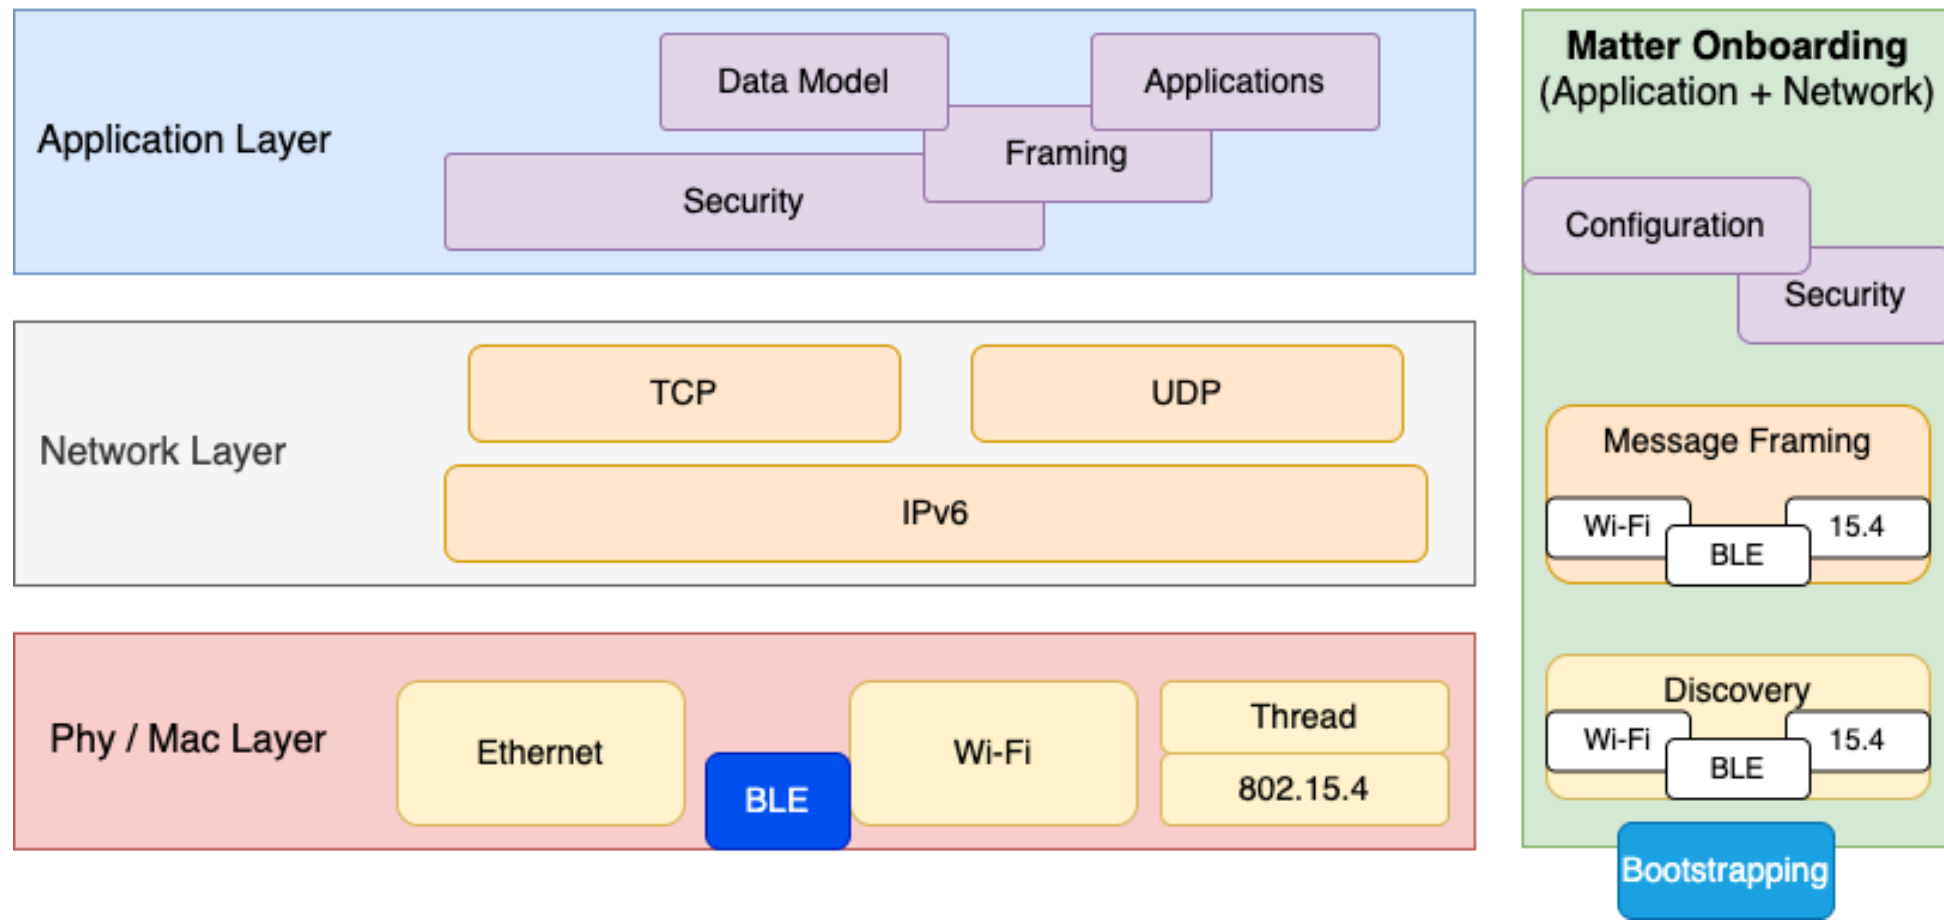 Application Layer
Data Model
Applications
Framing
Security
Network Layer
TCP
UDP
IPv6
Phy / Mac Layer
Ethernet
BLE
Wi-Fi
Thread
802.15.4
Matter Onboarding
(Application + Network)
Configuration
Security
Message Framing
Wi-Fi
BLE
15.4
Discovery
Wi-Fi
BLE
15.4
Bootstrapping